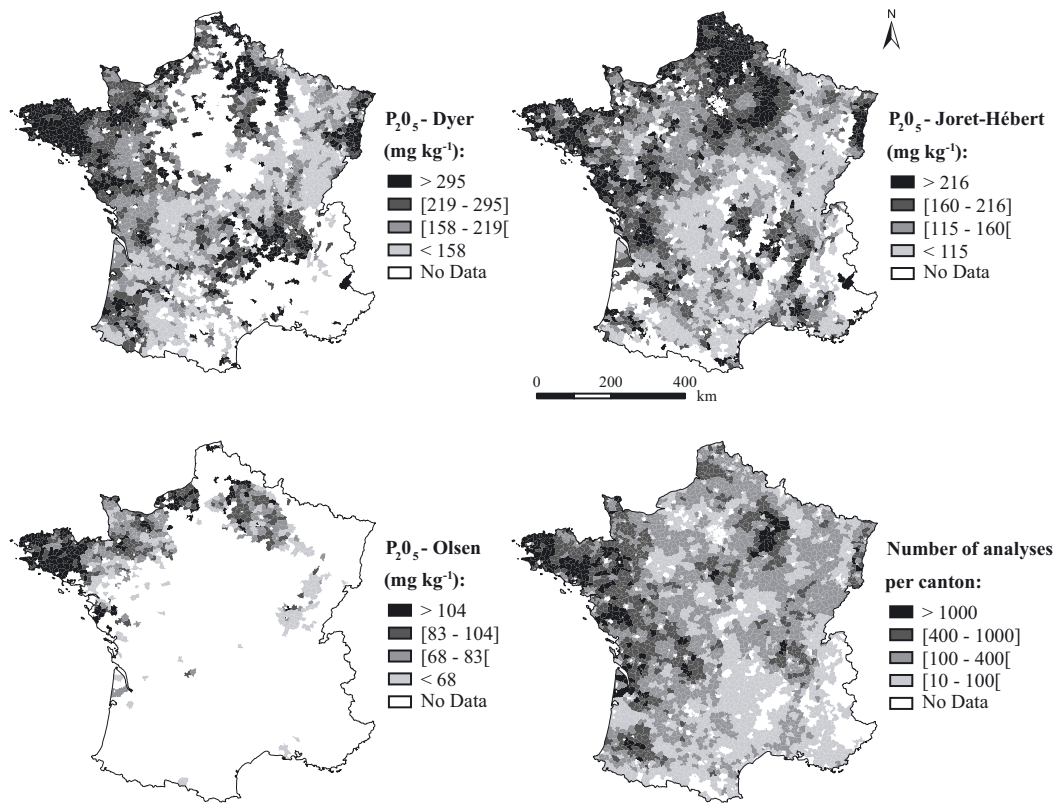 N
P₂0₅ - Dyer
(mg kg⁻¹):
> 295
[219 - 295]
[158 - 219[
< 158
No Data
P₂0₅ - Joret-Hébert
(mg kg⁻¹):
> 216
[160 - 216]
[115 - 160[
< 115
No Data
0 200 400
km
P₂0₅ - Olsen
(mg kg⁻¹):
> 104
[83 - 104]
[68 - 83[
< 68
No Data
Number of analyses
per canton:
> 1000
[400 - 1000]
[100 - 400[
[10 - 100[
No Data